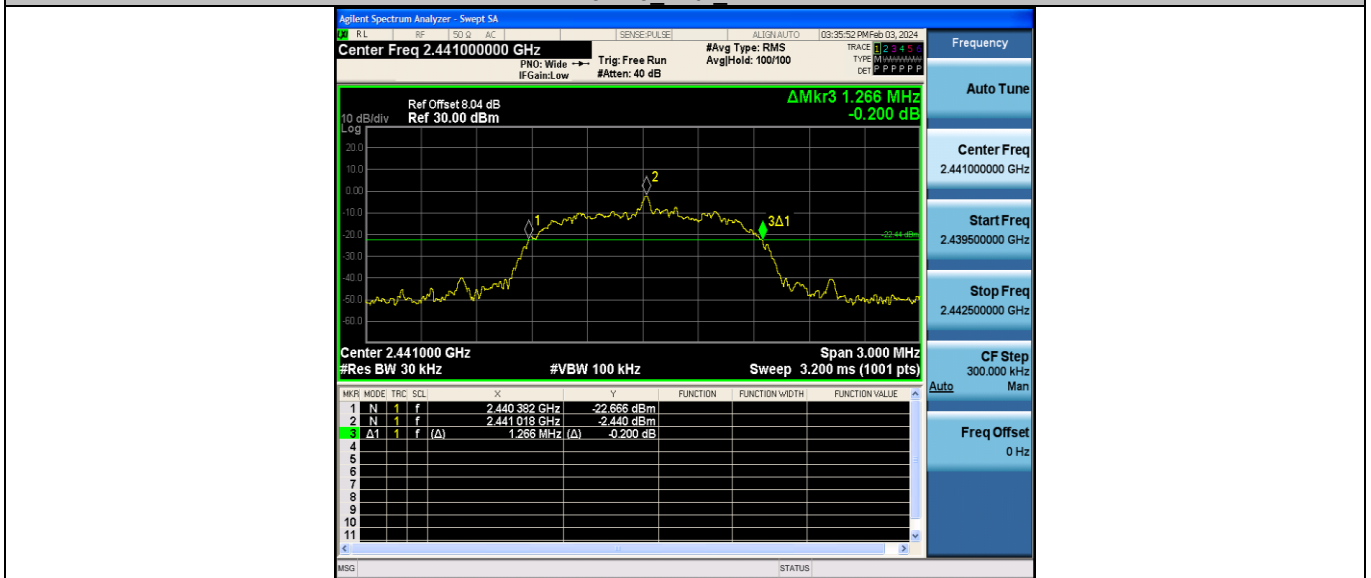 Agilent Spectrum Analyzer - Swept SA
RL RF 50 Ω AC SENSE:PULSE ALIGNAUTO 03:35:52 PM Feb 03, 2024
Center Freq 2.441000000 GHz
PNO: Wide
IFGain:Low
Trig: Free Run
#Atten: 40 dB
#Avg Type: RMS
Avg|Hold: 100/100
TRACE 1 2 3 4 5 6
TYPE M W W W W W
DET P P P P P P
ΔMkr3 1.266 MHz
-0.200 dB
Ref Offset 8.04 dB
10 dB/div Ref 30.00 dBm
Log
20.0
10.0
0.00
-10.0
-20.0
-30.0
-40.0
-50.0
-60.0
1
2
3Δ1
-22.44 dBm
Center 2.441000 GHz Span 3.000 MHz
#Res BW 30 kHz #VBW 100 kHz Sweep 3.200 ms (1001 pts)
MKR MODE TRC SCL X Y FUNCTION FUNCTION WIDTH FUNCTION VALUE
1 N 1 f 2.440 382 GHz -22.666 dBm
2 N 1 f 2.441 018 GHz -2.440 dBm
3 Δ1 1 f (Δ) 1.266 MHz (Δ) -0.200 dB
4
5
6
7
8
9
10
11
MSG STATUS
Frequency
Auto Tune
Center Freq
2.441000000 GHz
Start Freq
2.439500000 GHz
Stop Freq
2.442500000 GHz
CF Step
300.000 kHz
Auto Man
Freq Offset
0 Hz